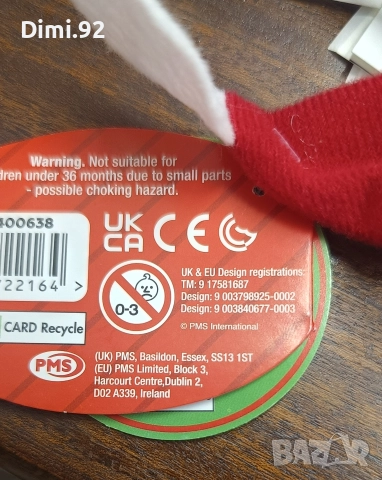 Dimi.92
Warning. Not suitable for
dren under 36 months due to small parts
- possible choking hazard.
400638
UK
CA CE
722164 >
0-3
UK & EU Design registrations:
TM: 9 17581687
Design: 9 003798925-0002
Design: 9 003840677-0003
© PMS International
CARD Recycle
PMS
(UK) PMS, Basildon, Essex, SS13 1ST
(EU) PMS Limited, Block 3,
Harcourt Centre,Dublin 2,
D02 A339, Ireland
BAZAR